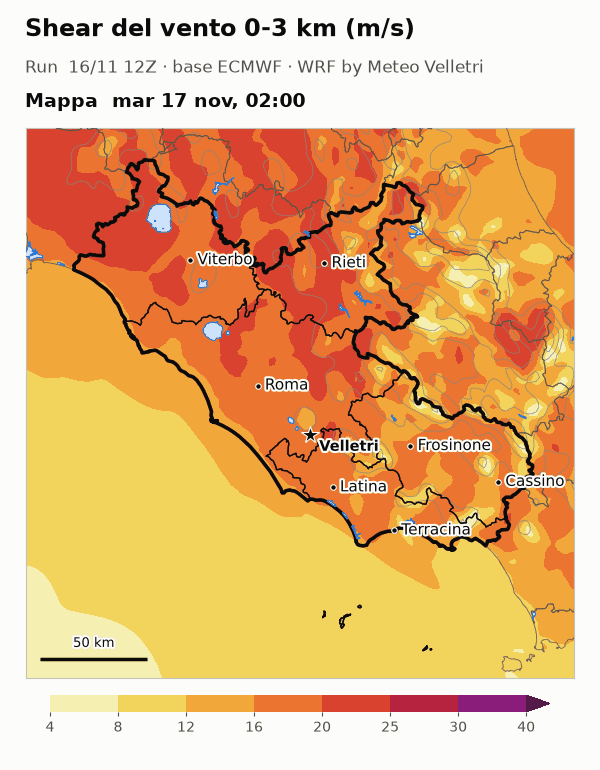 Shear del vento 0-3 km (m/s)
Run  16/11 12Z · base ECMWF · WRF by Meteo Velletri
Mappa  mar 17 nov, 02:00
Viterbo
Rieti
Roma
Velletri
Frosinone
Latina
Cassino
Terracina
50 km
4 8 12 16 20 25 30 40